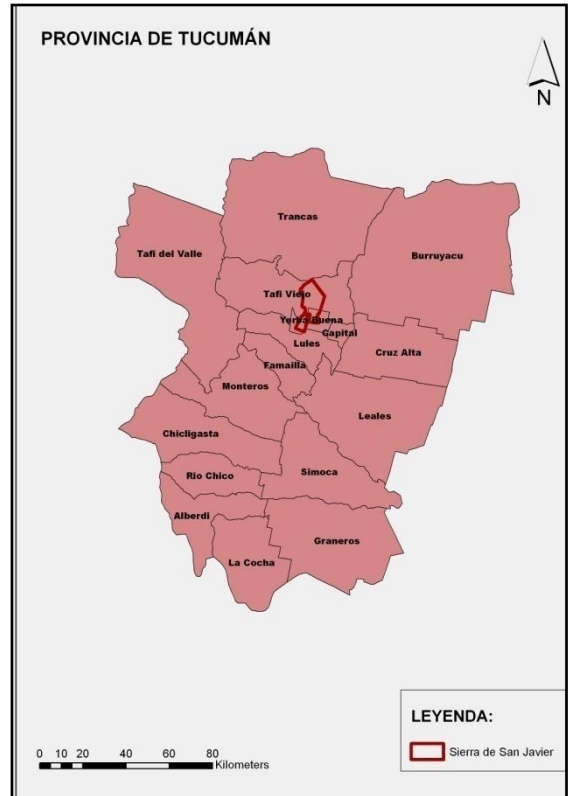 PROVINCIA DE TUCUMÁN
N
Trancas
Tafi del Valle
Burruyacu
Tafi Viejo
Yerba Buena
Capital
Lules
Cruz Alta
Famailla
Monteros
Leales
Chicligasta
Rio Chico
Simoca
Alberdi
Graneros
La Cocha
LEYENDA:
Sierra de San Javier
0 10 20 40 60 80
Kilometers